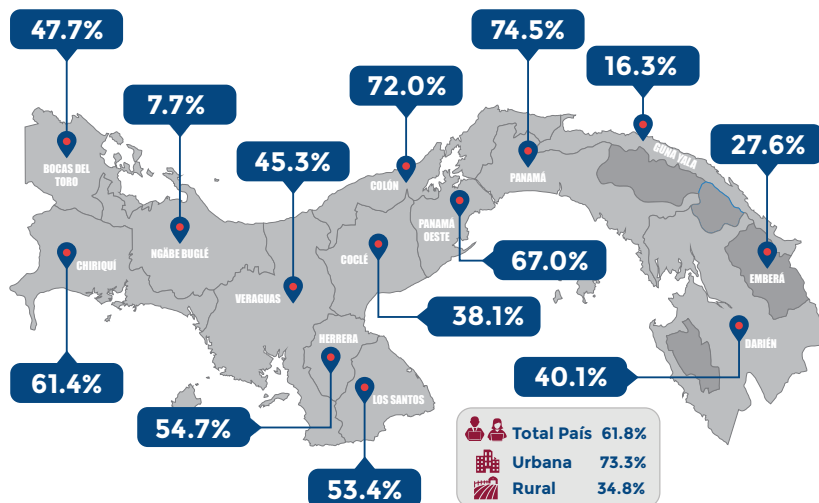 47.7%
74.5%
16.3%
7.7%
72.0%
45.3%
27.6%
BOCAS DEL
TORO
COLÓN
PANAMÁ
GUNA YALA
CHIRIQUÍ
NGÄBE BUGLÉ
VERAGUAS
COCLÉ
PANAMÁ
OESTE
EMBERÁ
67.0%
38.1%
HERRERA
LOS SANTOS
DARIÉN
61.4%
54.7%
53.4%
40.1%
Total País 61.8%
Urbana 73.3%
Rural 34.8%